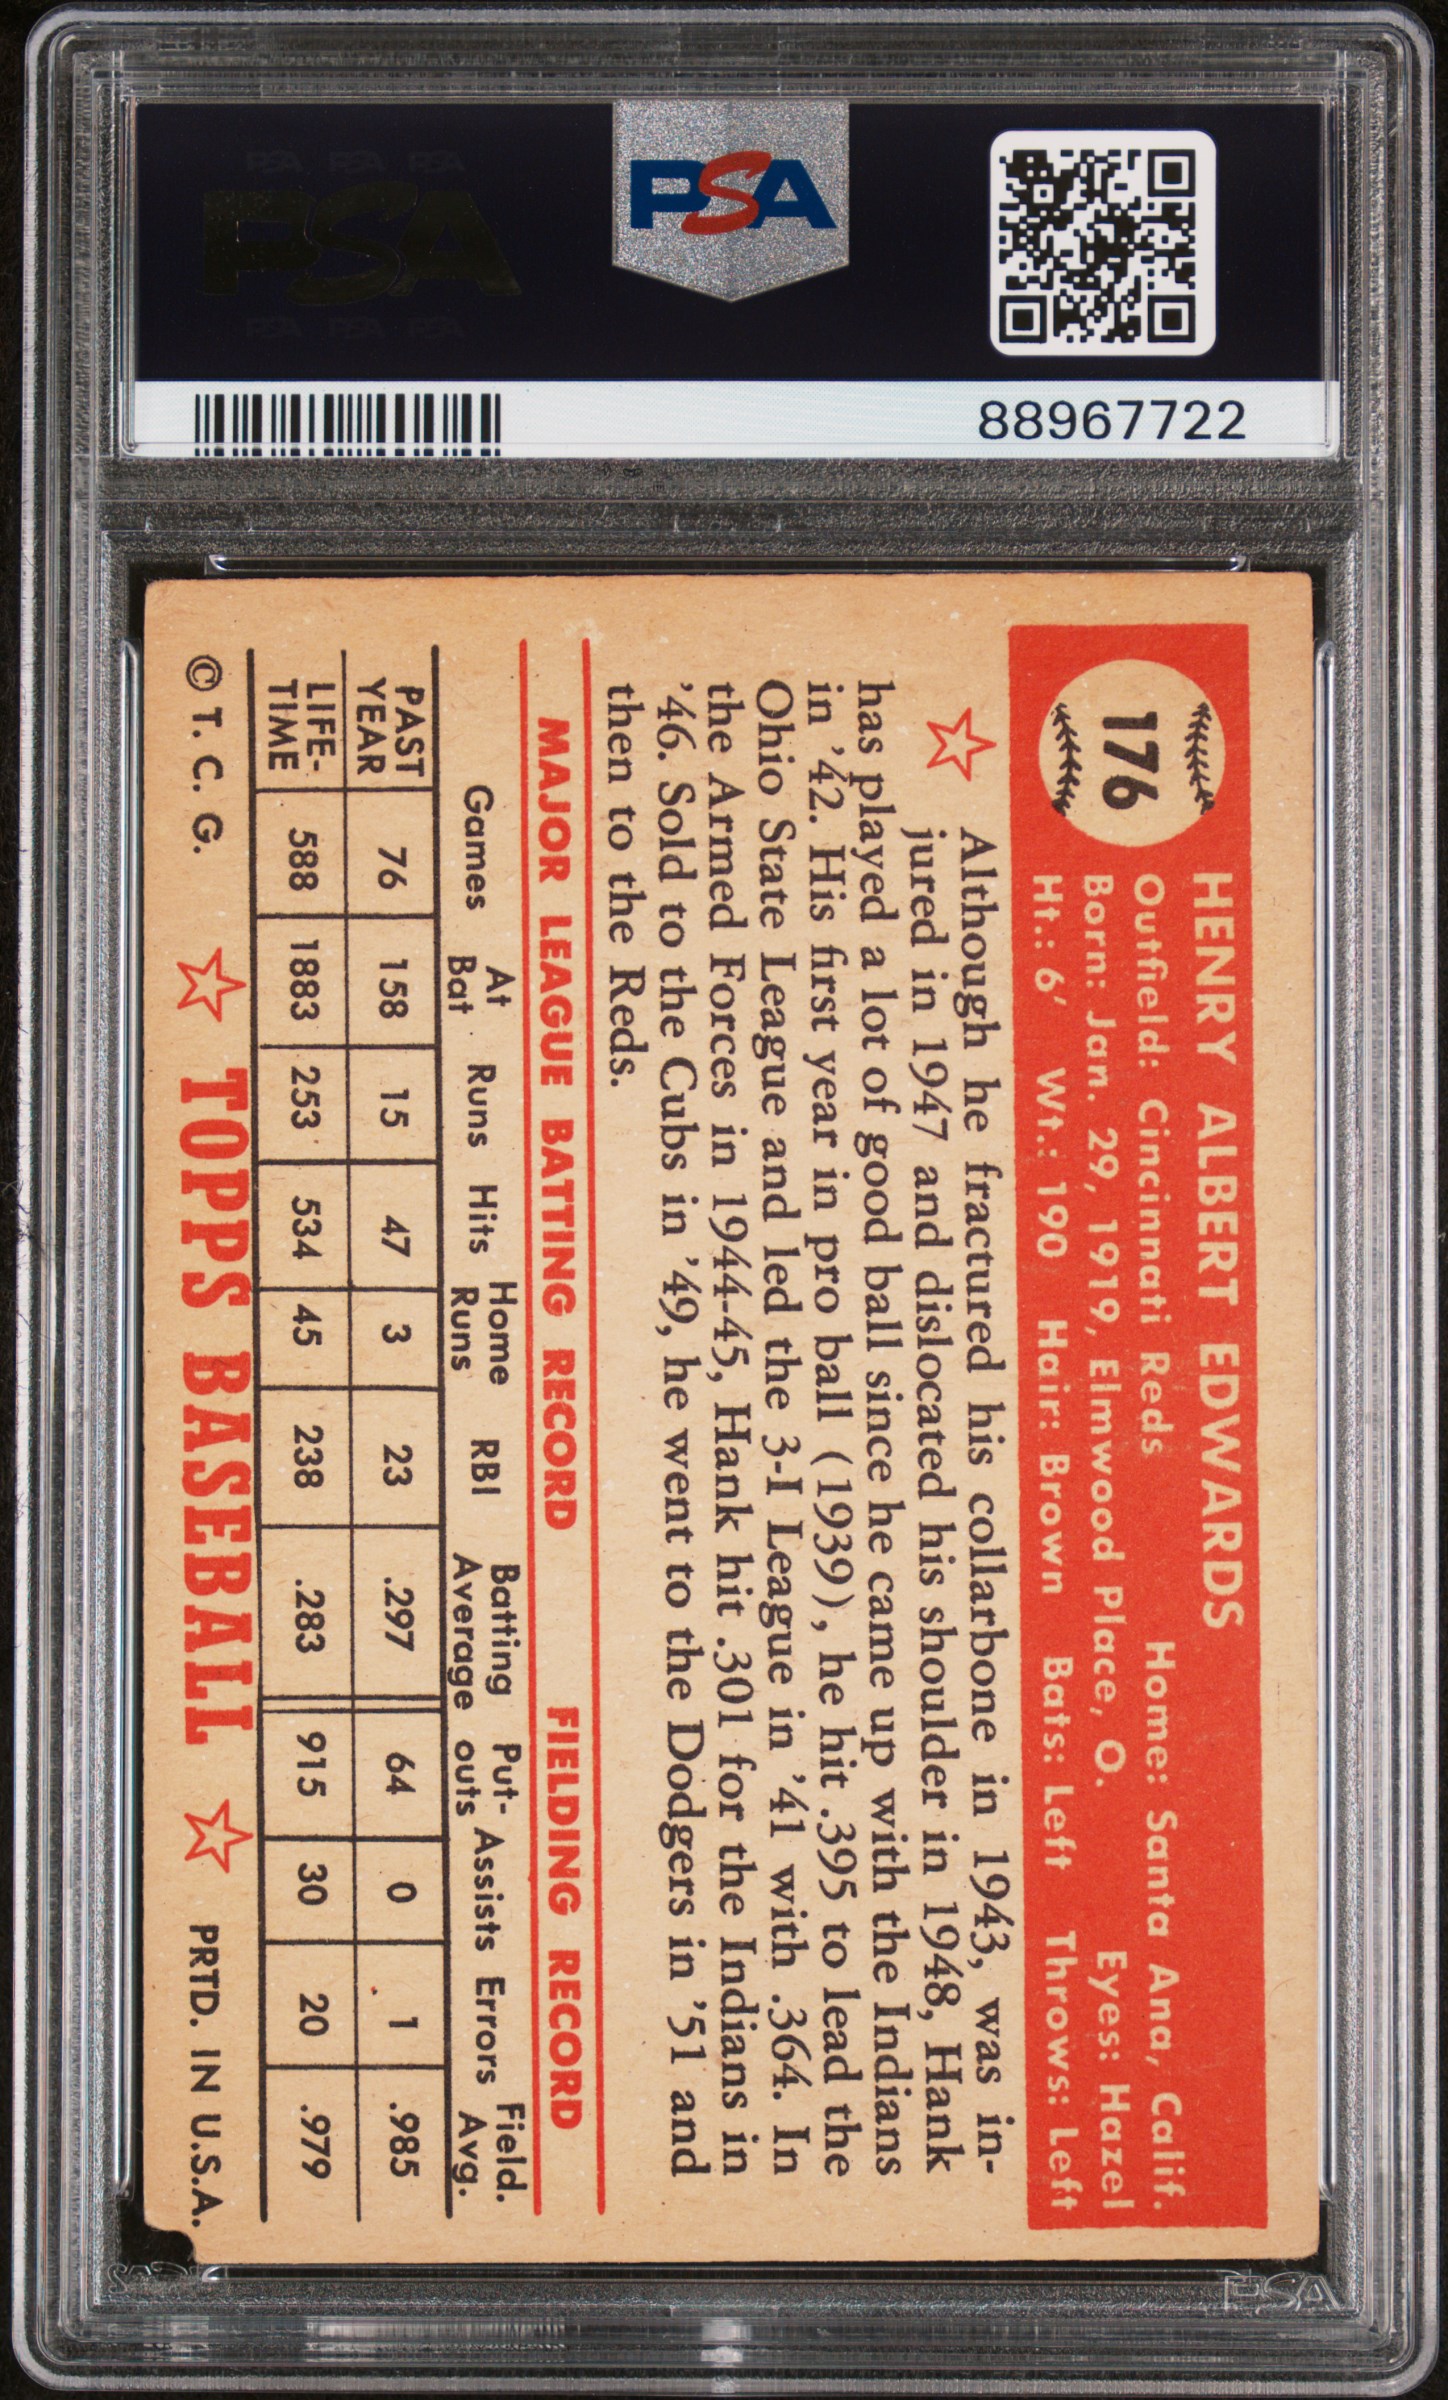 PSA PSA PSA
PSA
PSA PSA PSA
PSA
88967722
176
HENRY ALBERT EDWARDS
Outfield: Cincinnati Reds Home: Santa Ana, Calif.
Born: Jan. 29, 1919, Elmwood Place, O. Eyes: Hazel
Ht.: 6' Wt.: 190 Hair: Brown Bats: Left Throws: Left
Although he fractured his collarbone in 1943, was in-
jured in 1947 and dislocated his shoulder in 1948, Hank
has played a lot of good ball since he came up with the Indians
in '42. His first year in pro ball (1939), he hit .395 to lead the
Ohio State League and led the 3-I League in '41 with .364. In
the Armed Forces in 1944-45, Hank hit .301 for the Indians in
'46. Sold to the Cubs in '49, he went to the Dodgers in '51 and
then to the Reds.
MAJOR LEAGUE BATTING RECORD FIELDING RECORD
Games At Bat Runs Hits Home Runs RBI Batting Average Put-outs Assists Errors Field. Avg.
PAST YEAR 76 158 15 47 3 23 .297 64 0 1 .985
LIFE-TIME 588 1883 253 534 45 238 .283 915 30 20 .979
© T. C. G. TOPPS BASEBALL PRTD. IN U.S.A.
PSA